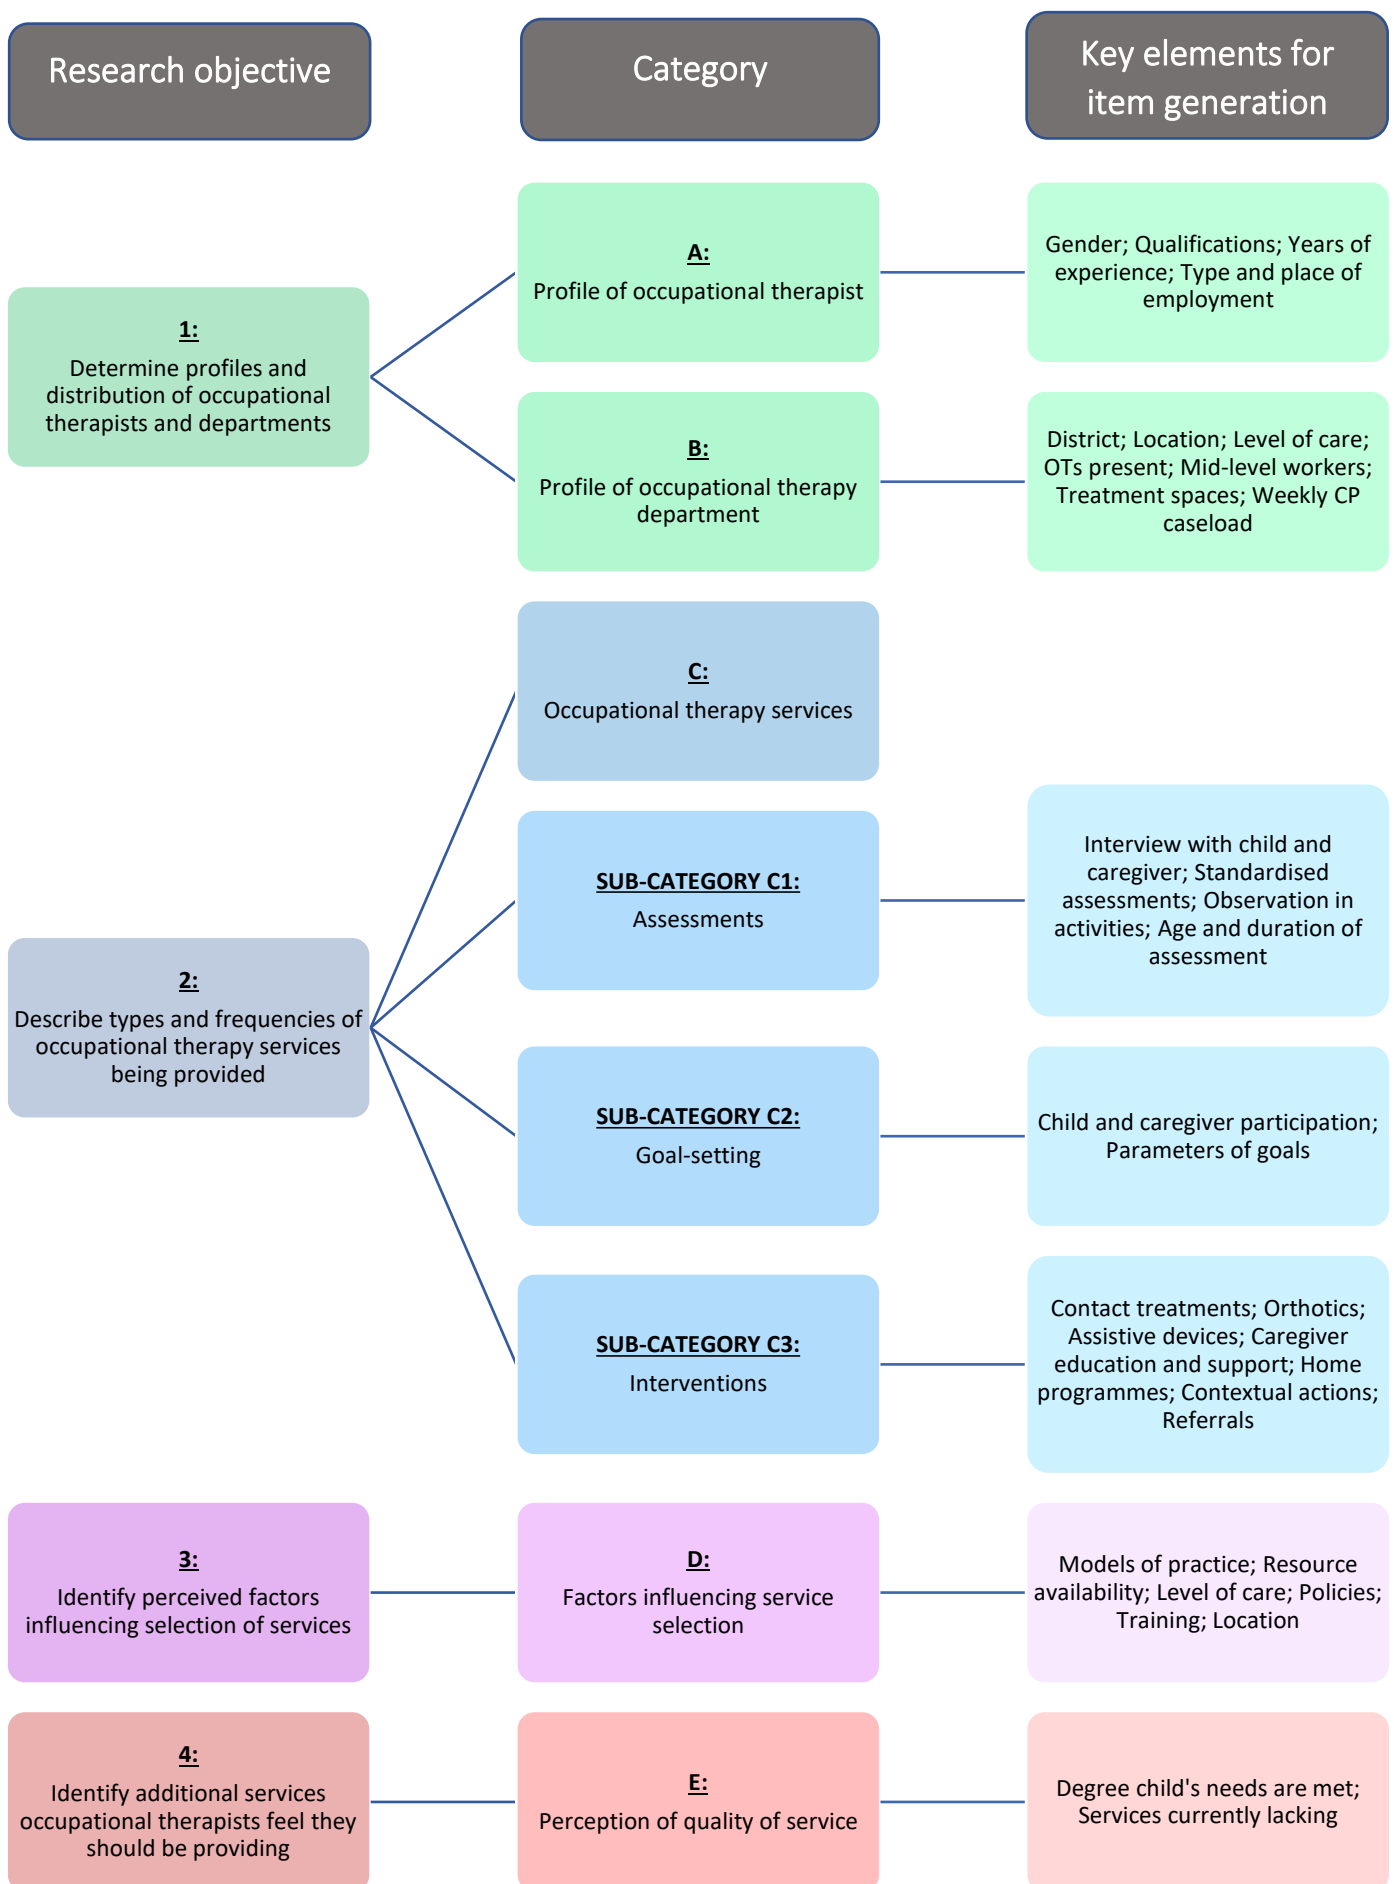 Research objective
Category
Key elements for
item generation
1:
Determine profiles and
distribution of occupational
therapists and departments
A:
Profile of occupational therapist
Gender; Qualifications; Years of
experience; Type and place of
employment
B:
Profile of occupational therapy
department
District; Location; Level of care;
OTs present; Mid-level workers;
Treatment spaces; Weekly CP
caseload
2:
Describe types and frequencies of
occupational therapy services
being provided
C:
Occupational therapy services
SUB-CATEGORY C1:
Assessments
Interview with child and
caregiver; Standardised
assessments; Observation in
activities; Age and duration of
assessment
SUB-CATEGORY C2:
Goal-setting
Child and caregiver participation;
Parameters of goals
SUB-CATEGORY C3:
Interventions
Contact treatments; Orthotics;
Assistive devices; Caregiver
education and support; Home
programmes; Contextual actions;
Referrals
3:
Identify perceived factors
influencing selection of services
D:
Factors influencing service
selection
Models of practice; Resource
availability; Level of care; Policies;
Training; Location
4:
Identify additional services
occupational therapists feel they
should be providing
E:
Perception of quality of service
Degree child's needs are met;
Services currently lacking